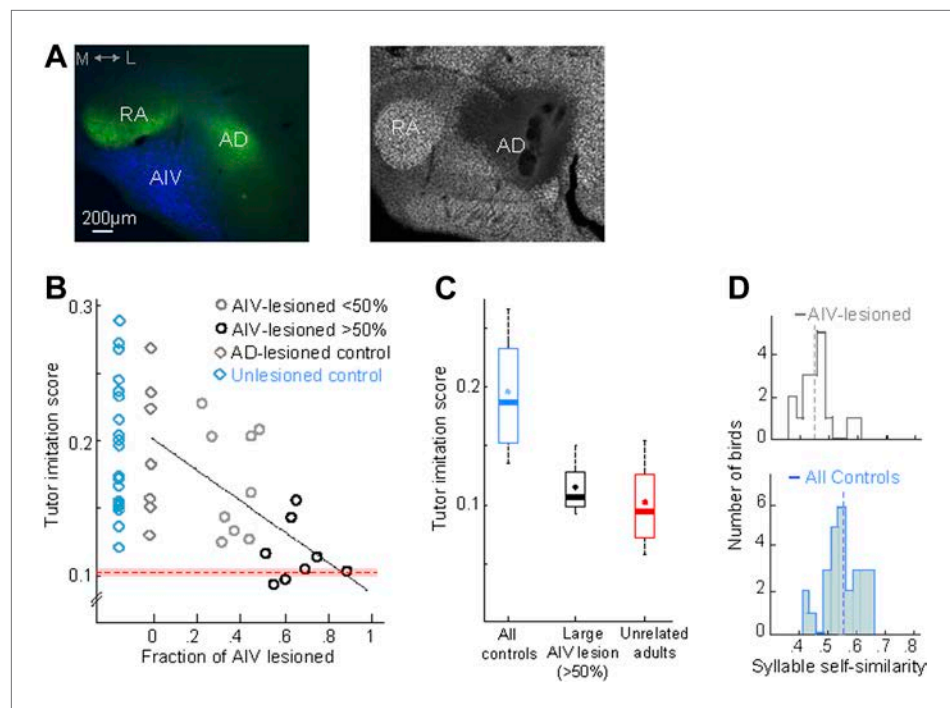 A
M ↔ L
RA
AD
AIV
200µm
RA
AD
B
0.3
0.2
0.1
Tutor imitation score
AIV-lesioned <50%
AIV-lesioned >50%
AD-lesioned control
Unlesioned control
0 .2 .4 .6 .8 1
Fraction of AIV lesioned
C
0.2
0.1
Tutor imitation score
All controls
Large AIV lesion (>50%)
Unrelated adults
D
AIV-lesioned
4
2
0
All Controls
6
4
2
0
Number of birds
.4 .5 .6 .7 .8
Syllable self-similarity